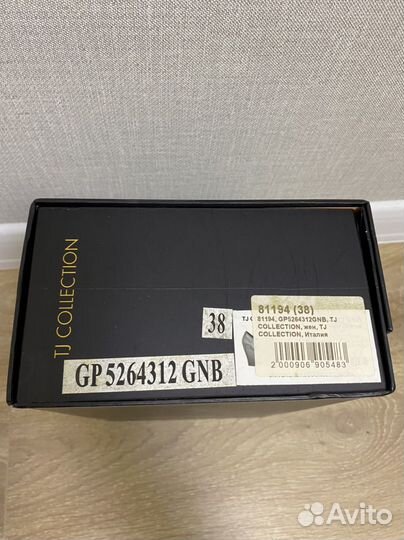 TJ COLLECTION
38
GP 5264312 GNB
81194 (38)
81194, GP5264312GNB, TJ
COLLECTION, жен, TJ
COLLECTION, Италия
2 000906 905483
Avito